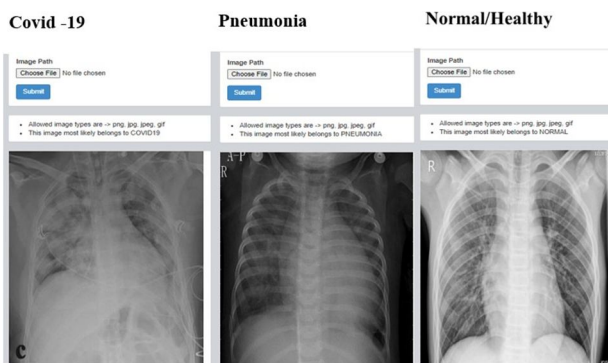 Covid -19
Image Path
Choose File No file chosen
Submit
Allowed image types are -> png, jpg, jpeg, gif
This image most likely belongs to COVID19
C
Pneumonia
Image Path
Choose File No file chosen
Submit
Allowed image types are -> png, jpg, jpeg, gif
This image most likely belongs to PNEUMONIA
A-P
R
Normal/Healthy
Image Path
Choose File No file chosen
Submit
Allowed image types are -> png, jpg, jpeg, gif
This image most likely belongs to NORMAL
R